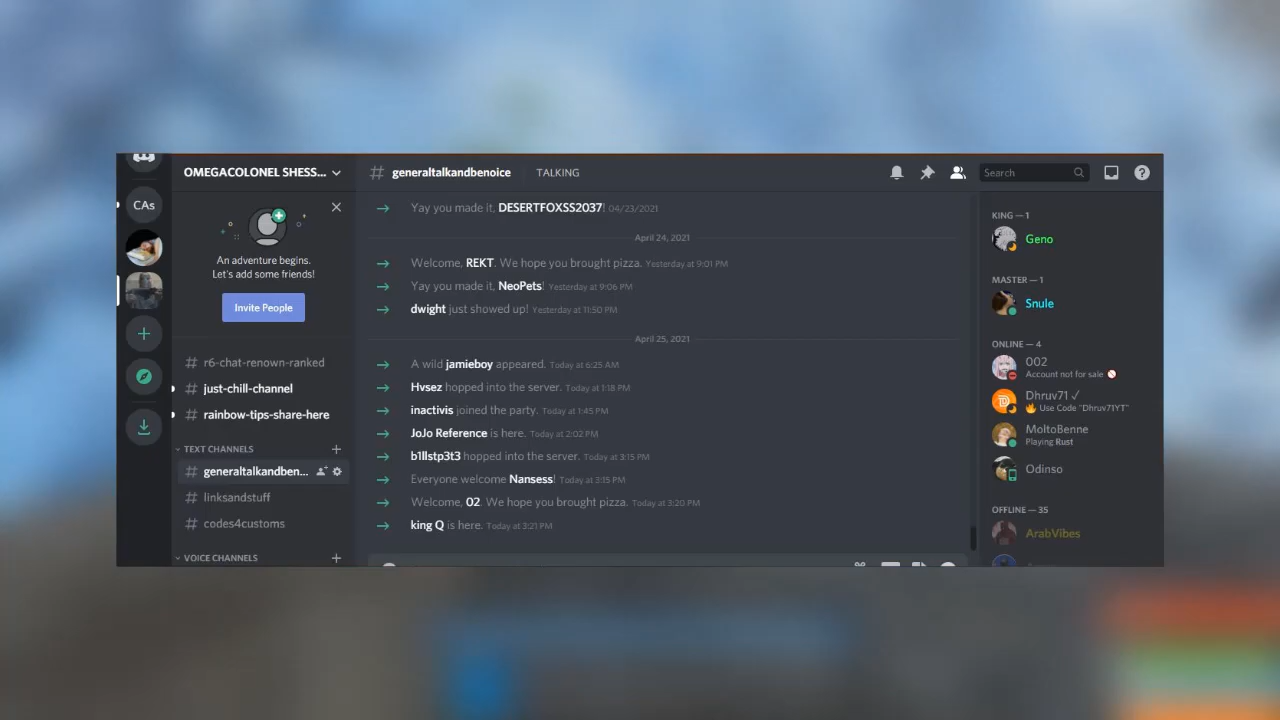 CAs
OMEGACOLONEL SHESS...
An adventure begins.
Let's add some friends!
Invite People
# r6-chat-renown-ranked
# just-chill-channel
# rainbow-tips-share-here
TEXT CHANNELS
# generaltalkandben...
# linksandstuff
# codes4customs
VOICE CHANNELS
# generaltalkandbenoice
TALKING
Search
Yay you made it, DESERTFOXSS2037! 04/23/2021
April 24, 2021
Welcome, REKT. We hope you brought pizza. Yesterday at 9:01 PM
Yay you made it, NeoPets! Yesterday at 9:06 PM
dwight just showed up! Yesterday at 11:50 PM
April 25, 2021
A wild jamieboy appeared. Today at 6:25 AM
Hvsez hopped into the server. Today at 1:18 PM
inactivis joined the party. Today at 1:45 PM
JoJo Reference is here. Today at 2:02 PM
b1llstp3t3 hopped into the server. Today at 3:15 PM
Everyone welcome Nansess! Today at 3:15 PM
Welcome, 02. We hope you brought pizza. Today at 3:20 PM
king Q is here. Today at 3:21 PM
KING — 1
Geno
MASTER — 1
Snule
ONLINE — 4
002
Account not for sale
Dhruv71 ✓
Use Code "Dhruv71YT"
MoltoBenne
Playing Rust
Odinso
OFFLINE — 35
ArabVibes